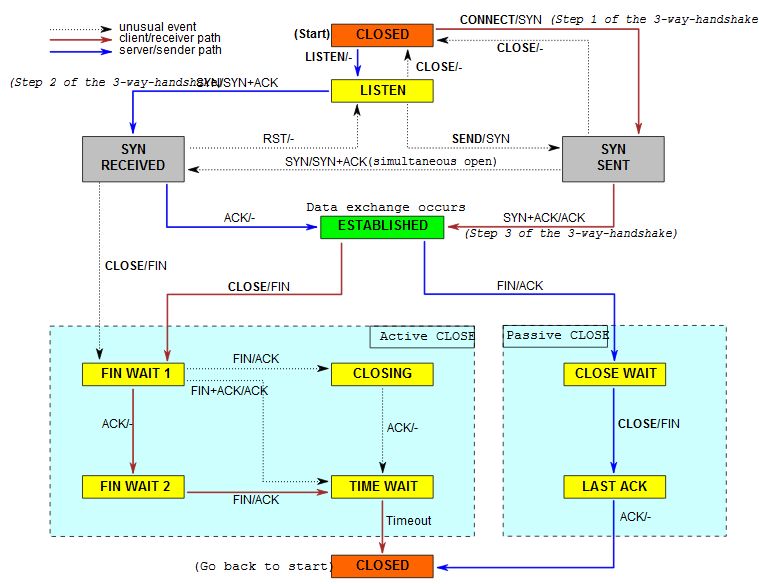 unusual event
client/receiver path
server/sender path
(Start)
CLOSED
CONNECT/SYN (Step 1 of the 3-way-handshake
CLOSE/-
LISTEN/-
CLOSE/-
(Step 2 of the 3-way-handshake)
SYN/SYN+ACK
LISTEN
RST/-
SEND/SYN
SYN
RECEIVED
SYN
SENT
SYN/SYN+ACK(simultaneous open)
Data exchange occurs
ACK/-
ESTABLISHED
SYN+ACK/ACK
(Step 3 of the 3-way-handshake)
CLOSE/FIN
CLOSE/FIN
FIN/ACK
Active CLOSE
Passive CLOSE
FIN/ACK
FIN WAIT 1
CLOSING
CLOSE WAIT
FIN+ACK/ACK
ACK/-
ACK/-
CLOSE/FIN
FIN WAIT 2
FIN/ACK
TIME WAIT
LAST ACK
Timeout
ACK/-
(Go back to start)
CLOSED